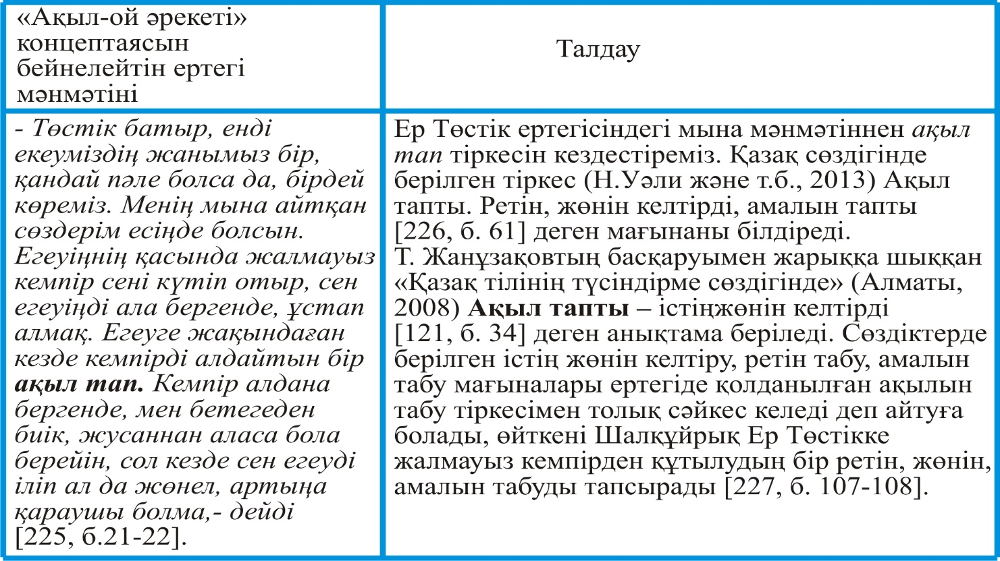 «Ақыл-ой әрекеті»
концептаясын
бейнелейтін ертегі
мәнмәтіні
Талдау
- Төстік батыр, енді
екеуміздің жанымыз бір,
қандай пәле болса да, бірдей
көреміз. Менің мына айтқан
сөздерім есіңде болсын.
Егеуіңнің қасында жалмауыз
кемпір сені күтіп отыр, сен
егеуіңді ала бергенде, ұстап
алмақ. Егеуге жақындаған
кезде кемпірді алдайтын бір
ақыл тап. Кемпір алдана
бергенде, мен бетегеден
биік, жусаннан аласа бола
берейін, сол кезде сен егеуді
іліп ал да жөнел, артыңа
қараушы болма,- дейді
[225, б.21-22].
Ер Төстік ертегісіндегі мына мәнмәтіннен ақыл
тап тіркесін кездестіреміз. Қазақ сөздігінде
берілген тіркес (Н.Уәли және т.б., 2013) Ақыл
тапты. Ретін, жөнін келтірді, амалын тапты
[226, б. 61] деген мағынаны білдіреді.
Т. Жанұзақовтың басқаруымен жарыққа шыққан
«Қазақ тілінің түсіндірме сөздігінде» (Алматы,
2008) Ақыл тапты – істіңжөнін келтірді
[121, б. 34] деген анықтама беріледі. Сөздіктерде
берілген істің жөнін келтіру, ретін табу, амалын
табу мағыналары ертегіде қолданылған ақылын
табу тіркесімен толық сәйкес келеді деп айтуға
болады, өйткені Шалқұйрық Ер Төстікке
жалмауыз кемпірден құтылудың бір ретін, жөнін,
амалын табуды тапсырады [227, б. 107-108].